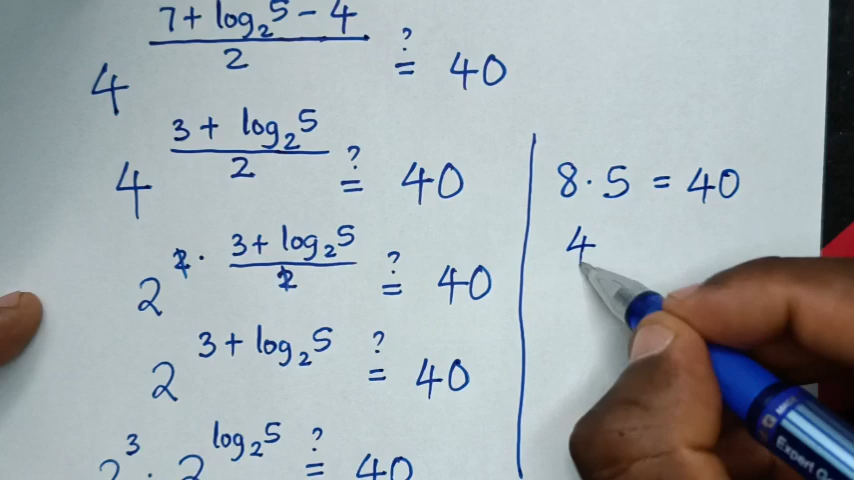 4^((7 + log₂5 - 4)/2) ?= 40
4^((3 + log₂5)/2) ?= 40
2^(2 · (3 + log₂5)/2) ?= 40
2^(3 + log₂5) ?= 40
2³ · 2^(log₂5) ?= 40
8 · 5 = 40
4
Expert